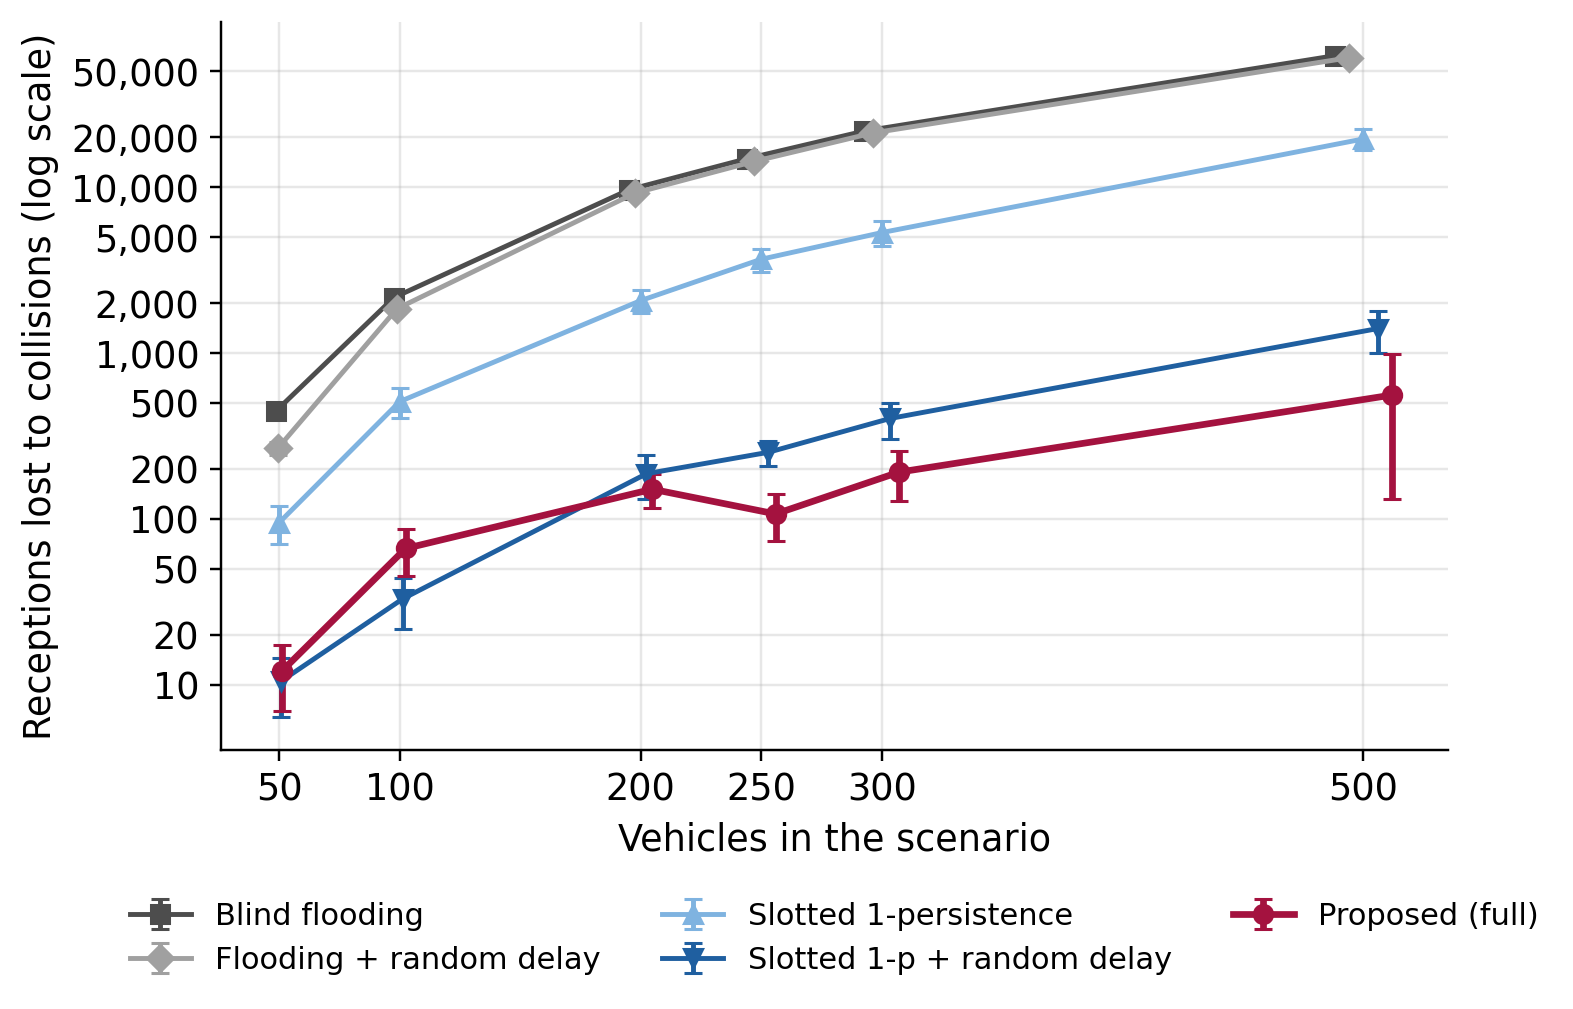 Receptions lost to collisions (log scale)
50,000
20,000
10,000
5,000
2,000
1,000
500
200
100
50
20
10
50 100 200 250 300 500
Vehicles in the scenario
Blind flooding Slotted 1-persistence Proposed (full)
Flooding + random delay Slotted 1-p + random delay